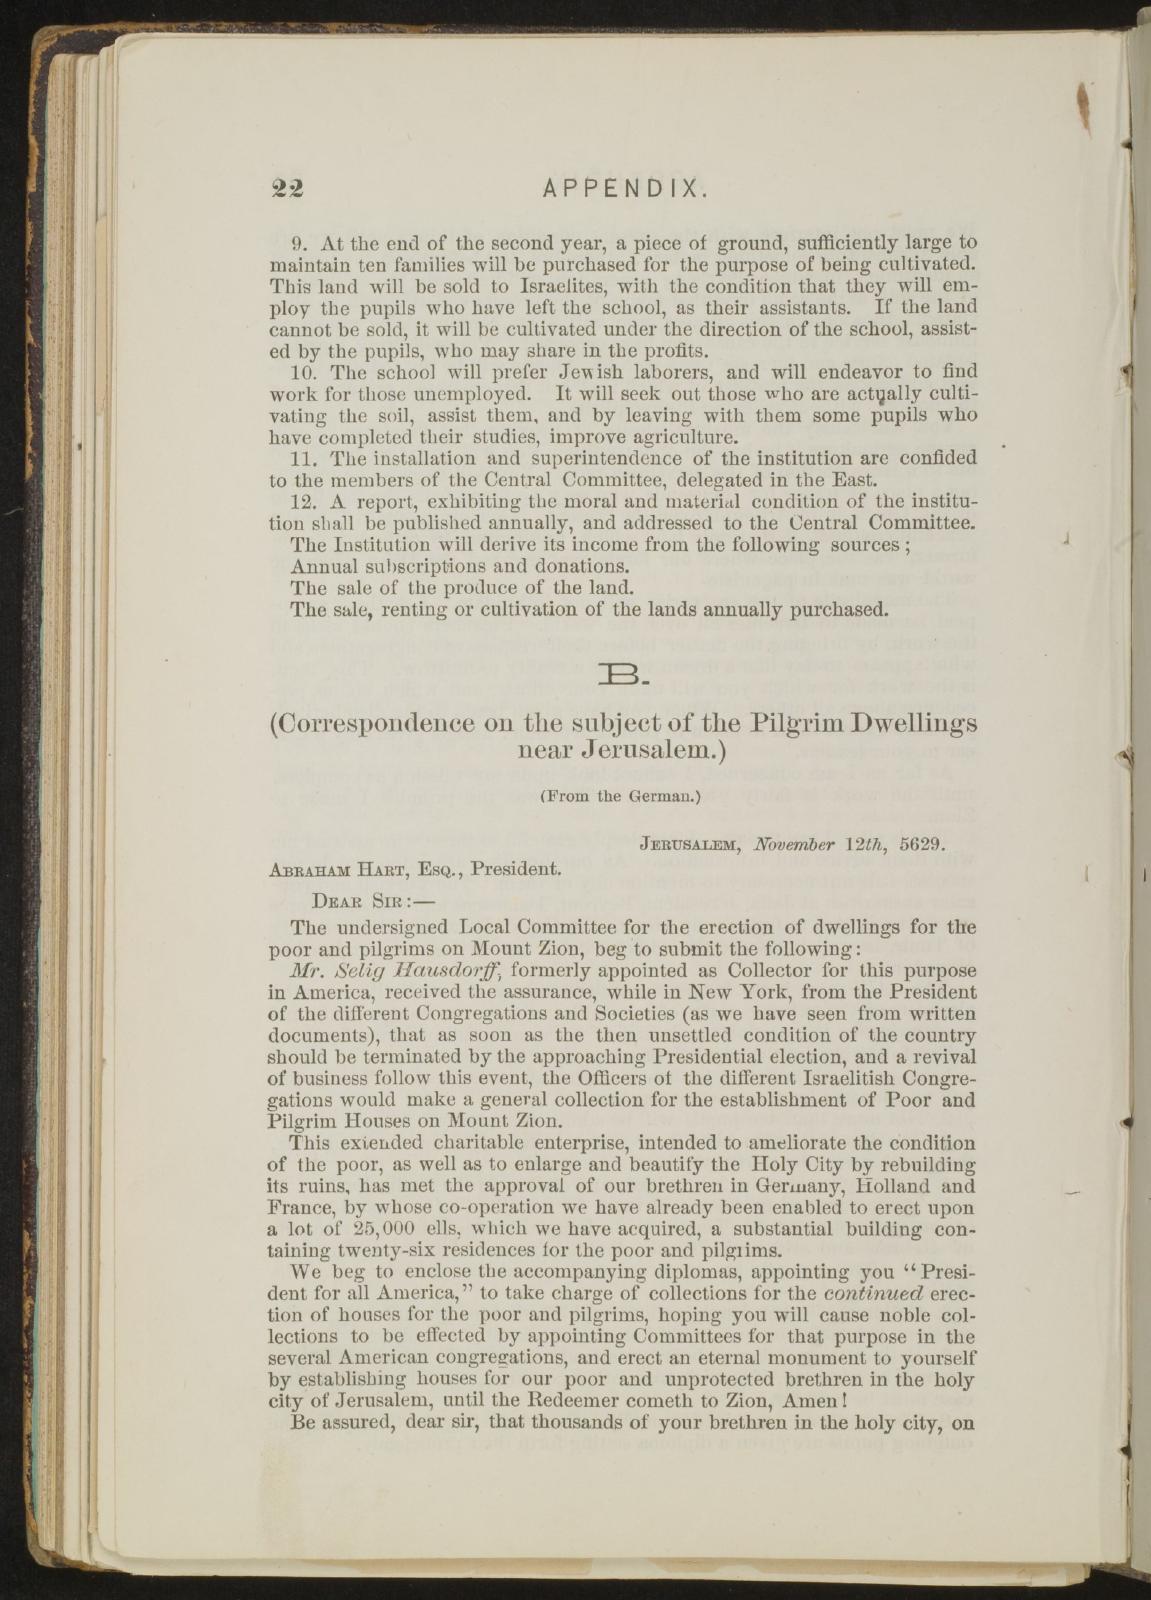 22 APPENDIX.
9. At the end of the second year, a piece of ground, sufficiently large to
maintain ten families will be purchased for the purpose of being cultivated.
This land will be sold to Israelites, with the condition that they will em-
ploy the pupils who have left the school, as their assistants. If the land
cannot be sold, it will be cultivated under the direction of the school, assist-
ed by the pupils, who may share in the profits.
10. The school will prefer Jewish laborers, and will endeavor to find
work for those unemployed. It will seek out those who are actually culti-
vating the soil, assist them, and by leaving with them some pupils who
have completed their studies, improve agriculture.
11. The installation and superintendence of the institution are confided
to the members of the Central Committee, delegated in the East.
12. A report, exhibiting the moral and material condition of the institu-
tion shall be published annually, and addressed to the Central Committee.
The Institution will derive its income from the following sources ;
Annual subscriptions and donations.
The sale of the produce of the land.
The sale, renting or cultivation of the lands annually purchased.
B.
(Correspondence on the subject of the Pilgrim Dwellings
near Jerusalem.)
(From the German.)
JERUSALEM, November 12th, 5629.
ABRAHAM HART, ESQ., President.
DEAR SIR :—
The undersigned Local Committee for the erection of dwellings for the
poor and pilgrims on Mount Zion, beg to submit the following :
Mr. Selig Hausdorff, formerly appointed as Collector for this purpose
in America, received the assurance, while in New York, from the President
of the different Congregations and Societies (as we have seen from written
documents), that as soon as the then unsettled condition of the country
should be terminated by the approaching Presidential election, and a revival
of business follow this event, the Officers of the different Israelitish Congre-
gations would make a general collection for the establishment of Poor and
Pilgrim Houses on Mount Zion.
This extended charitable enterprise, intended to ameliorate the condition
of the poor, as well as to enlarge and beautify the Holy City by rebuilding
its ruins, has met the approval of our brethren in Germany, Holland and
France, by whose co-operation we have already been enabled to erect upon
a lot of 25,000 ells, which we have acquired, a substantial building con-
taining twenty-six residences for the poor and pilgrims.
We beg to enclose the accompanying diplomas, appointing you “Presi-
dent for all America,” to take charge of collections for the continued erec-
tion of houses for the poor and pilgrims, hoping you will cause noble col-
lections to be effected by appointing Committees for that purpose in the
several American congregations, and erect an eternal monument to yourself
by establishing houses for our poor and unprotected brethren in the holy
city of Jerusalem, until the Redeemer cometh to Zion, Amen !
Be assured, dear sir, that thousands of your brethren in the holy city, on